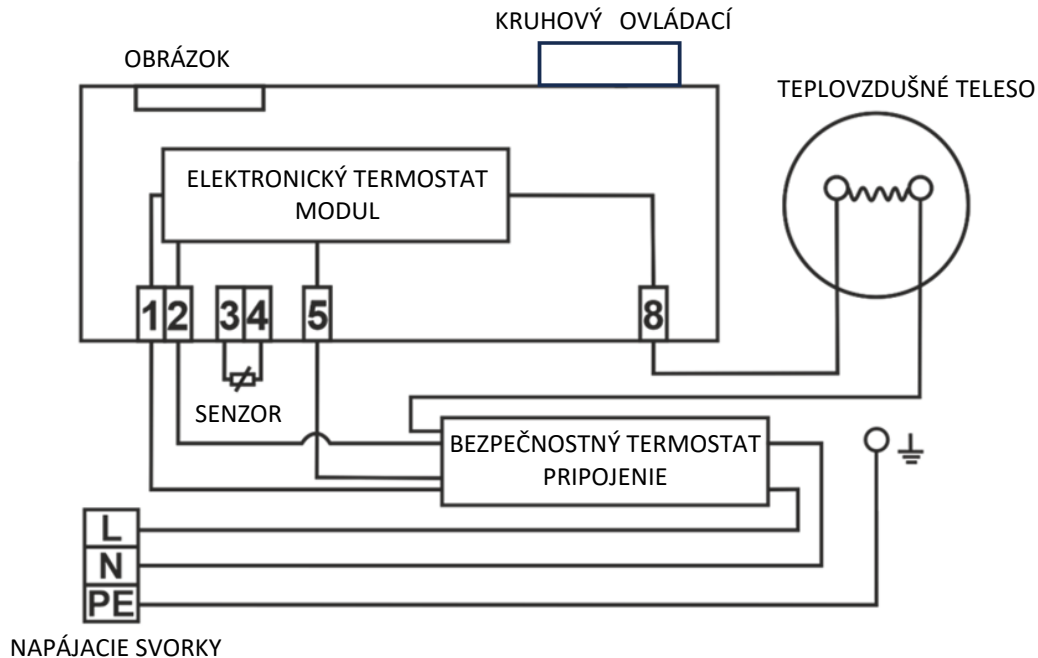 KRUHOVÝ OVLÁDACÍ
OBRÁZOK
TEPLOVZDUŠNÉ TELESO
ELEKTRONICKÝ TERMOSTAT
MODUL
1 2 3 4 5 8
SENZOR
BEZPEČNOSTNÝ TERMOSTAT
PRIPOJENIE
L
N
PE
NAPÁJACIE SVORKY